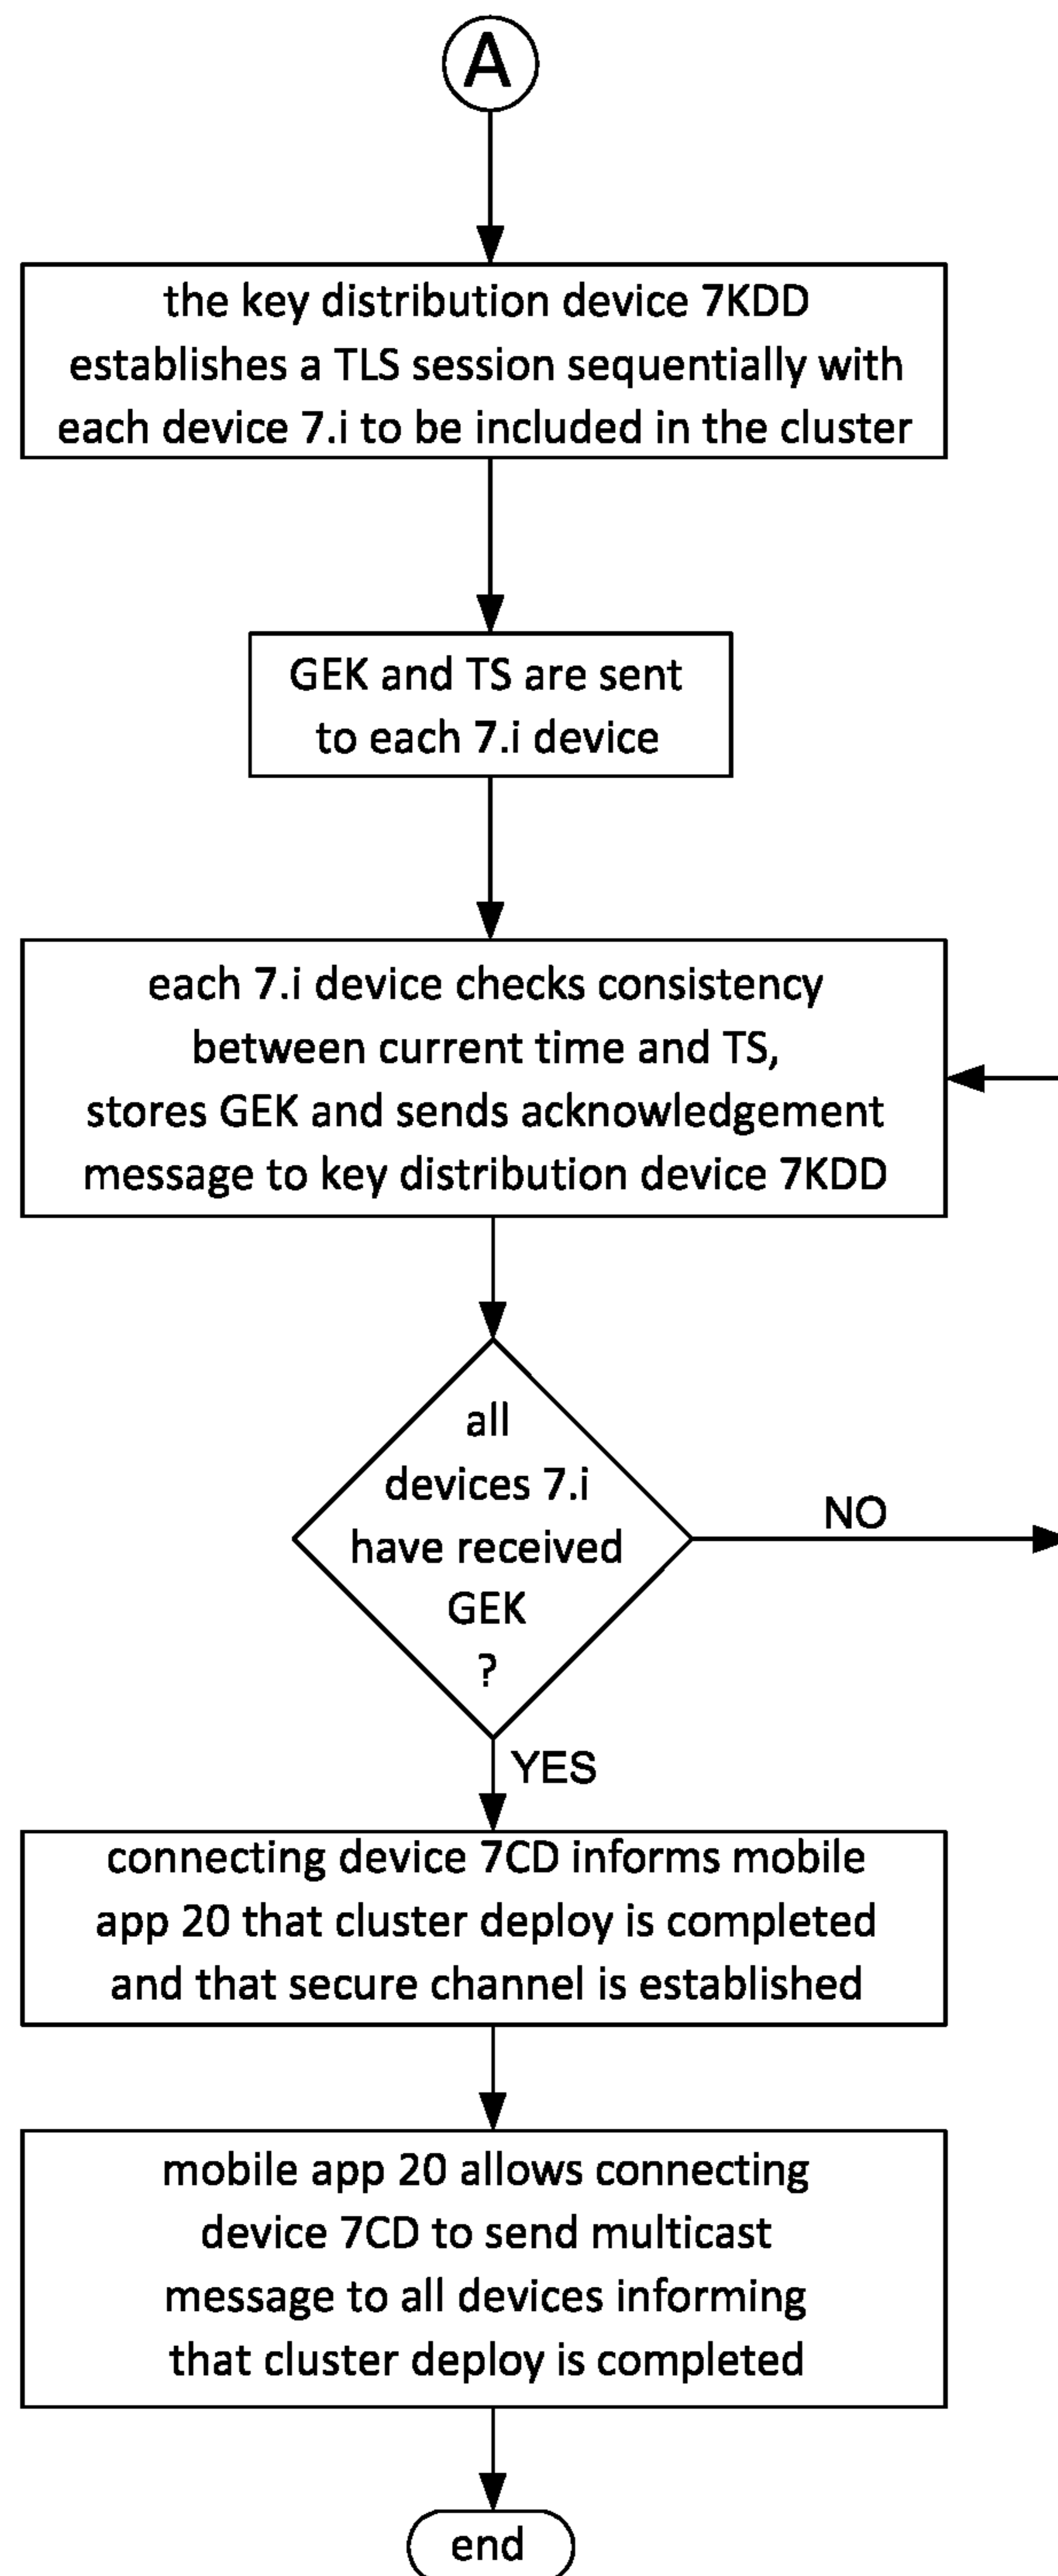 A
the key distribution device 7KDD
establishes a TLS session sequentially with
each device 7.i to be included in the cluster
GEK and TS are sent
to each 7.i device
each 7.i device checks consistency
between current time and TS,
stores GEK and sends acknowledgement
message to key distribution device 7KDD
all
devices 7.i
have received
GEK
?
NO
YES
connecting device 7CD informs mobile
app 20 that cluster deploy is completed
and that secure channel is established
mobile app 20 allows connecting
device 7CD to send multicast
message to all devices informing
that cluster deploy is completed
end